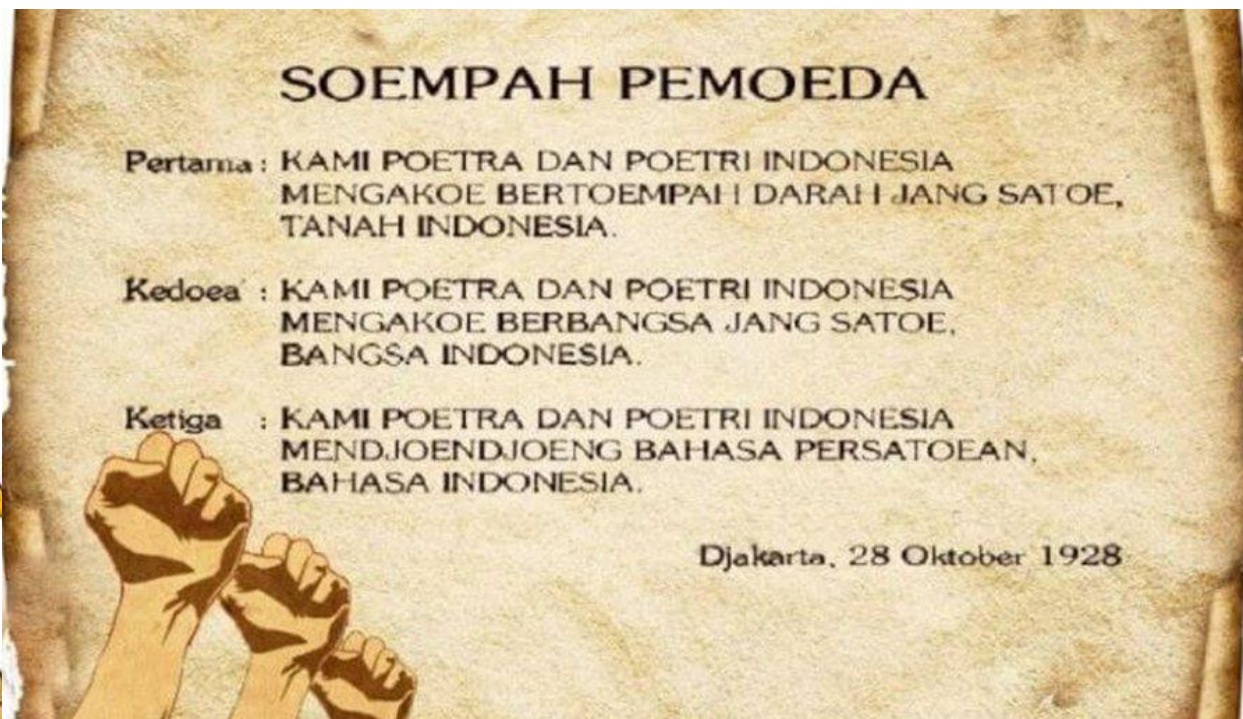 SOEMPAH PEMOEDA
Pertama : KAMI POETRA DAN POETRI INDONESIA
MENGAKOE BERTOEMPAH DARAH JANG SATOE,
TANAH INDONESIA.
Kedoea : KAMI POETRA DAN POETRI INDONESIA
MENGAKOE BERBANGSA JANG SATOE,
BANGSA INDONESIA.
Ketiga : KAMI POETRA DAN POETRI INDONESIA
MENDJOENDJOENG BAHASA PERSATOEAN,
BAHASA INDONESIA.
Djakarta, 28 Oktober 1928